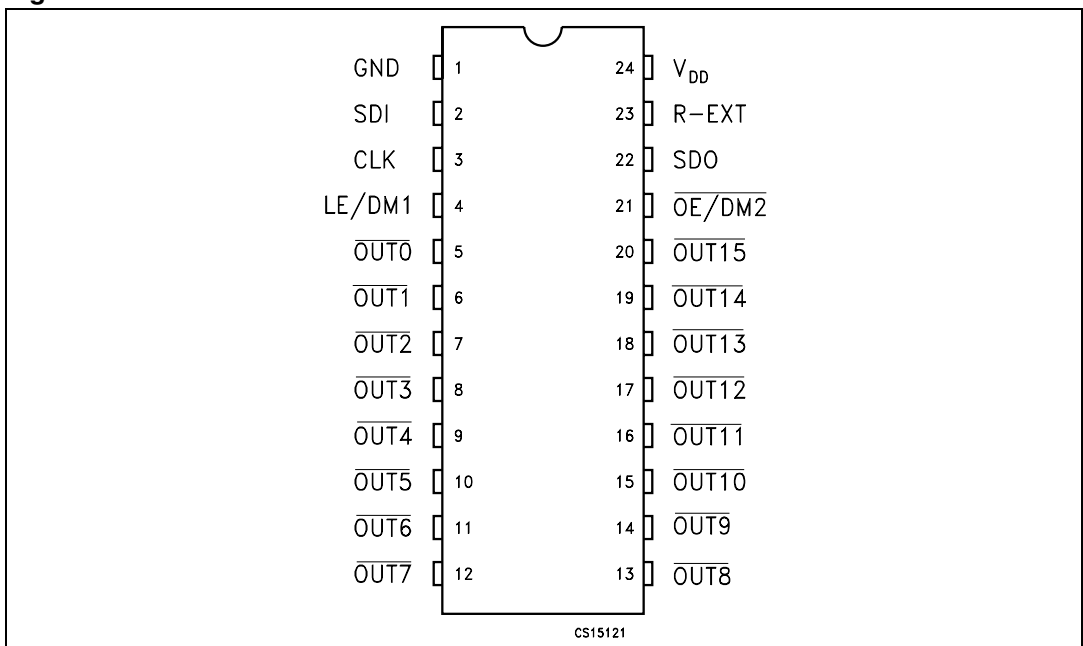 GND 1 24 VDD
SDI 2 23 R-EXT
CLK 3 22 SDO
LE/DM1 4 21 OE/DM2
OUT0 5 20 OUT15
OUT1 6 19 OUT14
OUT2 7 18 OUT13
OUT3 8 17 OUT12
OUT4 9 16 OUT11
OUT5 10 15 OUT10
OUT6 11 14 OUT9
OUT7 12 13 OUT8
CS15121